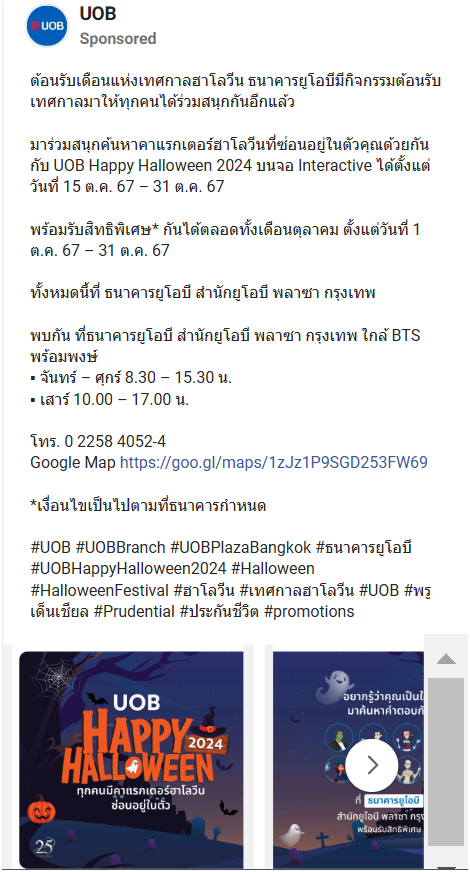 UOB
UOB
Sponsored
ต้อนรับเดือนแห่งเทศกาลฮาโลวีน ธนาคารยูโอบีมีกิจกรรมต้อนรับ
เทศกาลมาให้ทุกคนได้ร่วมสนุกกันอีกแล้ว
มาร่วมสนุกค้นหาคาแรกเตอร์ฮาโลวีนที่ซ่อนอยู่ในตัวคุณด้วยกัน
กับ UOB Happy Halloween 2024 บนจอ Interactive ได้ตั้งแต่
วันที่ 15 ต.ค. 67 – 31 ต.ค. 67
พร้อมรับสิทธิพิเศษ* กันได้ตลอดทั้งเดือนตุลาคม ตั้งแต่วันที่ 1
ต.ค. 67 – 31 ต.ค. 67
ทั้งหมดนี้ที่ ธนาคารยูโอบี สำนักยูโอบี พลาซา กรุงเทพ
พบกัน ที่ธนาคารยูโอบี สำนักยูโอบี พลาซา กรุงเทพ ใกล้ BTS
พร้อมพงษ์
▪ จันทร์ – ศุกร์ 8.30 – 15.30 น.
▪ เสาร์ 10.00 – 17.00 น.
โทร. 0 2258 4052-4
Google Map https://goo.gl/maps/1zJz1P9SGD253FW69
*เงื่อนไขเป็นไปตามที่ธนาคารกำหนด
#UOB #UOBBranch #UOBPlazaBangkok #ธนาคารยูโอบี
#UOBHappyHalloween2024 #Halloween
#HalloweenFestival #ฮาโลวีน #เทศกาลฮาโลวีน #UOB #พรู
เด็นเชียล #Prudential #ประกันชีวิต #promotions
UOB
HAPPY
2024
HALLOWEEN
ทุกคนมีคาแรกเตอร์ฮาโลวีน
ซ่อนอยู่ในตัว
25
อยากรู้ว่าคุณเป็นใ
มาค้นหาคำตอบกั
ที่ ธนาคารยูโอบี
สำนักยูโอบี พลาซา กรุงเ
พร้อมรับสิทธิพิเศษ